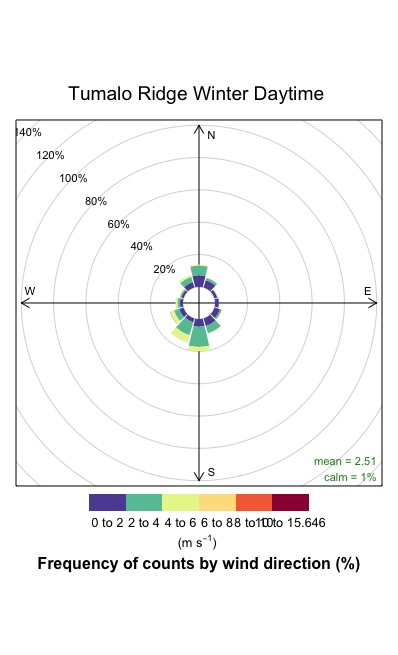 Tumalo Ridge Winter Daytime
140%
N
120%
100%
80%
60%
40%
20%
W
E
S
mean = 2.51
calm = 1%
0 to 2 2 to 4 4 to 6 6 to 8 8 to 10 10 to 15.646
(m s⁻¹)
Frequency of counts by wind direction (%)